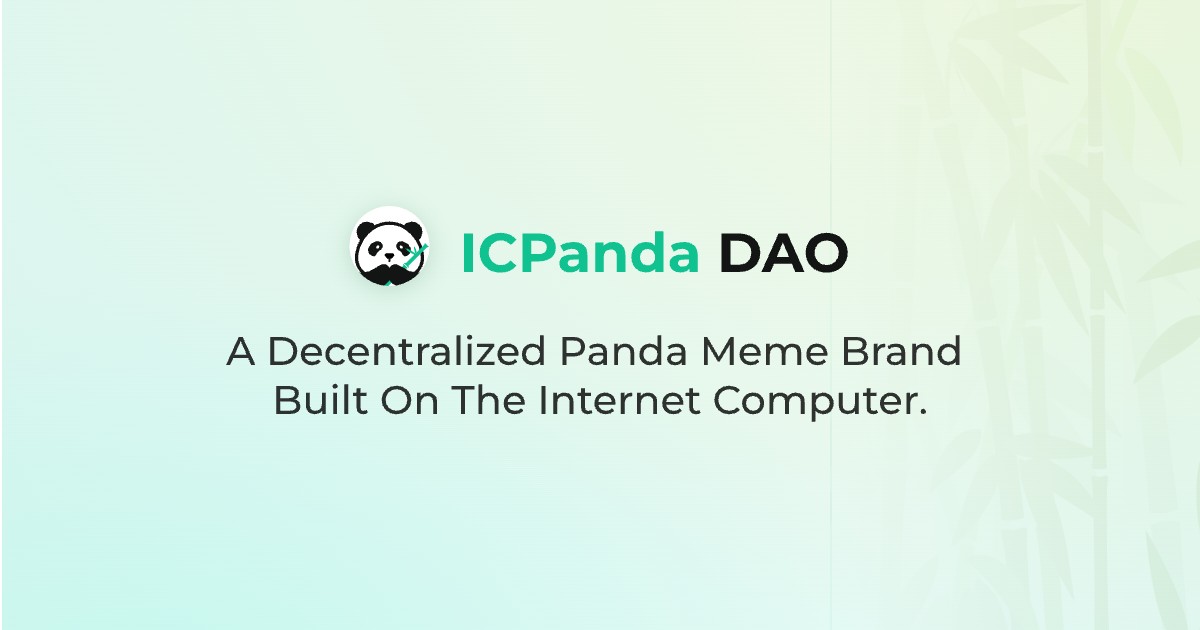 ICPanda DAO
A Decentralized Panda Meme Brand
Built On The Internet Computer.